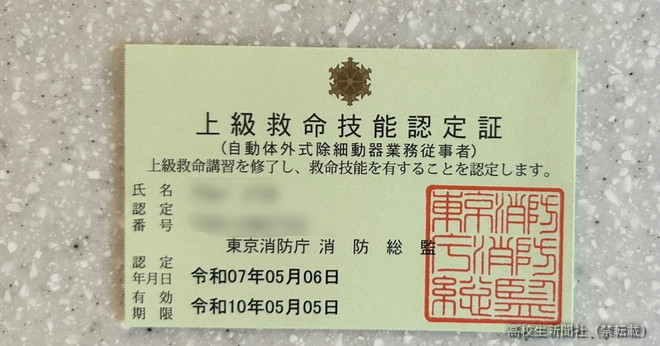 上級救命技能認定証
(自動体外式除細動器業務従事者)
上級救命講習を修了し、救命技能を有することを認定します。
氏名
認定
番号
東京消防庁 消防総監
東京消防
庁消防
総監
認定
年月日 令和07年05月06日
有効
期限 令和10年05月05日
高校生新聞社（禁転載）